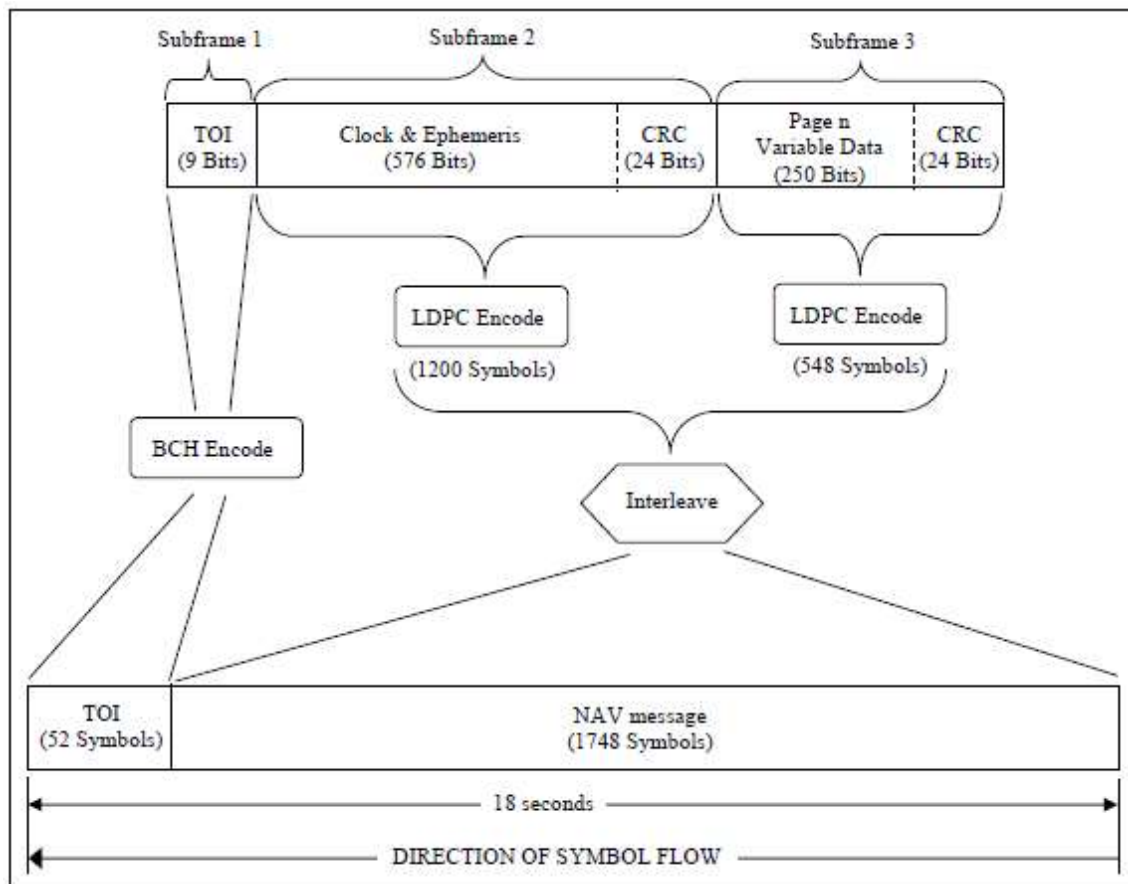 Subframe 1
Subframe 2
Subframe 3
TOI
(9 Bits)
Clock & Ephemeris
(576 Bits)
CRC
(24 Bits)
Page n
Variable Data
(250 Bits)
CRC
(24 Bits)
LDPC Encode
(1200 Symbols)
LDPC Encode
(548 Symbols)
BCH Encode
Interleave
TOI
(52 Symbols)
NAV message
(1748 Symbols)
18 seconds
DIRECTION OF SYMBOL FLOW